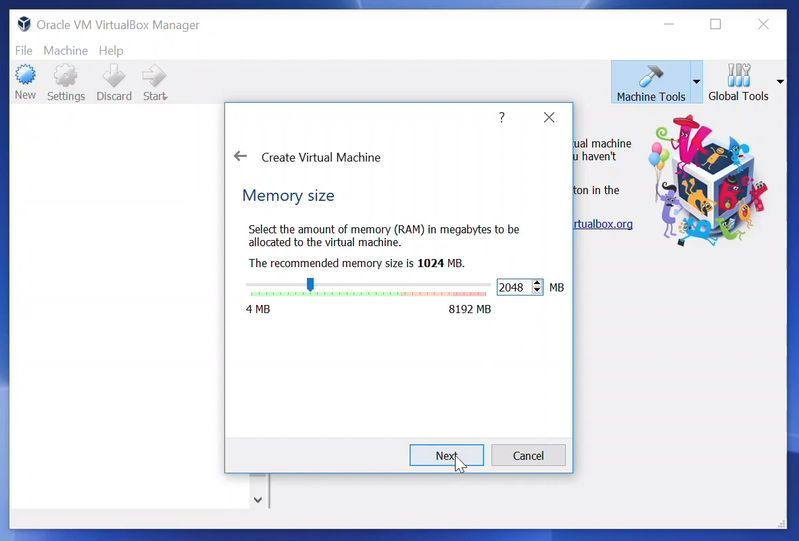 Oracle VM VirtualBox Manager
File Machine Help
New Settings Discard Start
Machine Tools Global Tools
?
Create Virtual Machine
ual machine
u haven't
ton in the
rtualbox.org
Memory size
Select the amount of memory (RAM) in megabytes to be
allocated to the virtual machine.
The recommended memory size is 1024 MB.
2048 MB
4 MB 8192 MB
Next Cancel